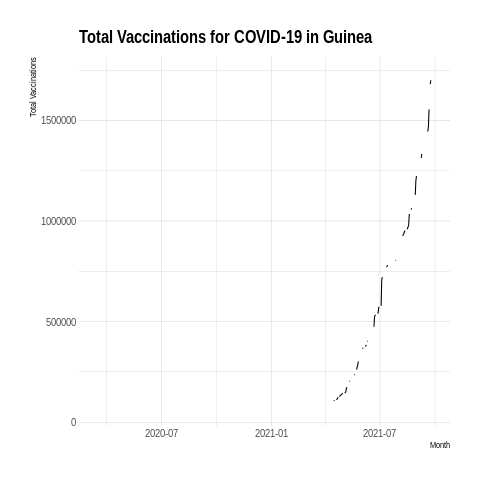 Total Vaccinations for COVID-19 in Guinea
Total Vaccinations
1500000
1000000
500000
0
2020-07 2021-01 2021-07
Month